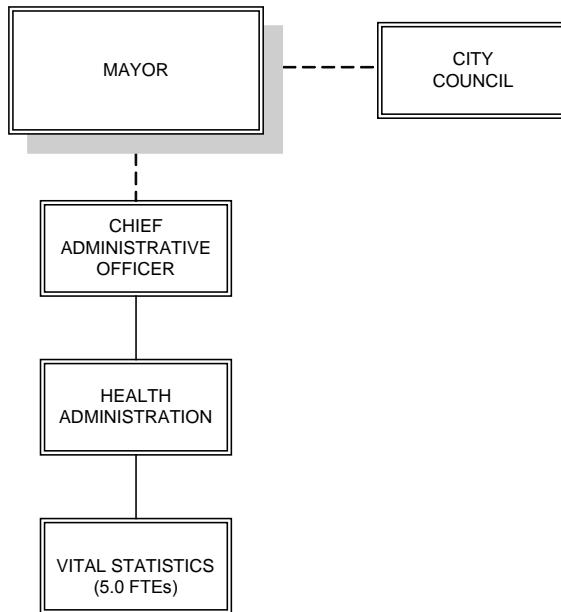 MAYOR
CITY
COUNCIL
CHIEF
ADMINISTRATIVE
OFFICER
HEALTH
ADMINISTRATION
VITAL STATISTICS
(5.0 FTEs)